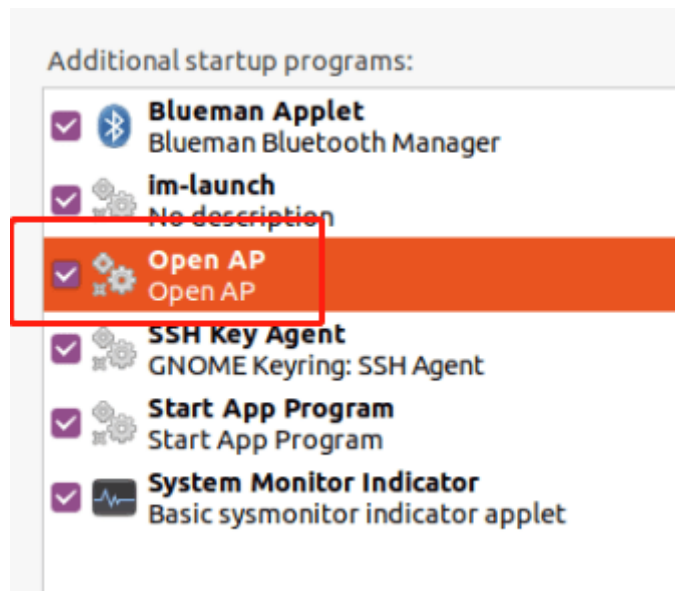 Additional startup programs:
Blueman Applet
Blueman Bluetooth Manager
im-launch
No description
Open AP
Open AP
SSH Key Agent
GNOME Keyring: SSH Agent
Start App Program
Start App Program
System Monitor Indicator
Basic sysmonitor indicator applet